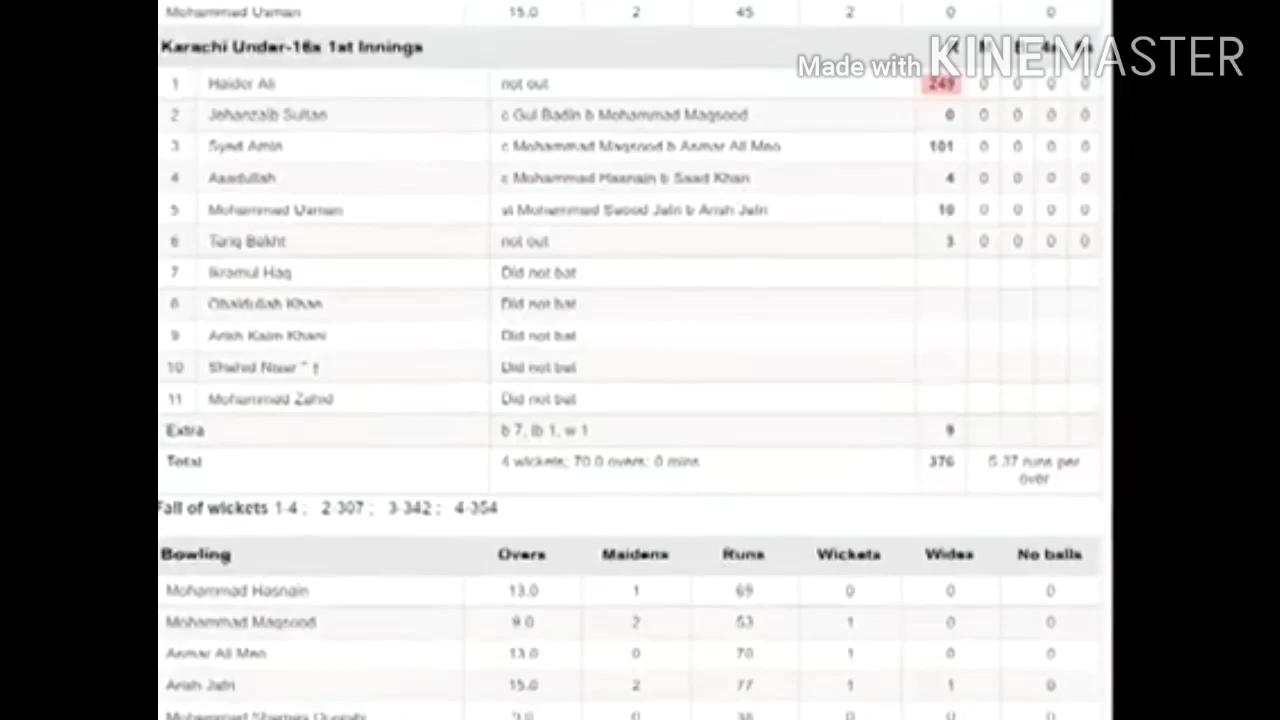 Mohammad Usman 15.0 2 45 2 0 0
Made with KINEMASTER
Karachi Under-16s 1st Innings
1 Haider Ali not out 249 0 0 0 0
2 Jehanzaib Sultan c Gul Badin b Mohammad Maqsood 0 0 0 0 0
3 Syed Amin c Mohammad Maqsood b Anmar Ali Meo 101 0 0 0 0
4 Asadullah c Mohammad Hasnain b Saad Khan 4 0 0 0 0
5 Mohammad Usman st Mohammad Saood Jafri b Arish Jafri 10 0 0 0 0
6 Tariq Bakht not out 3 0 0 0 0
7 Ikramul Haq Did not bat
8 Obaidullah Khan Did not bat
9 Arish Kaim Khani Did not bat
10 Shahid * † Did not bat
11 Mohammad Zahid Did not bat
Extra b 7, lb 1, w 1 9
Total 4 wickets; 70.0 overs; 0 mins 376 5.37 runs per
over
Fall of wickets 1-4 ; 2-307 ; 3-342 ; 4-354
Bowling Overs Maidens Runs Wickets Wides No balls
Mohammad Hasnain 13.0 1 69 0 0 0
Mohammad Maqsood 9.0 2 53 1 0 0
Anmar Ali Meo 13.0 0 70 1 0 0
Arish Jafri 15.0 2 77 1 1 0
Mohammad